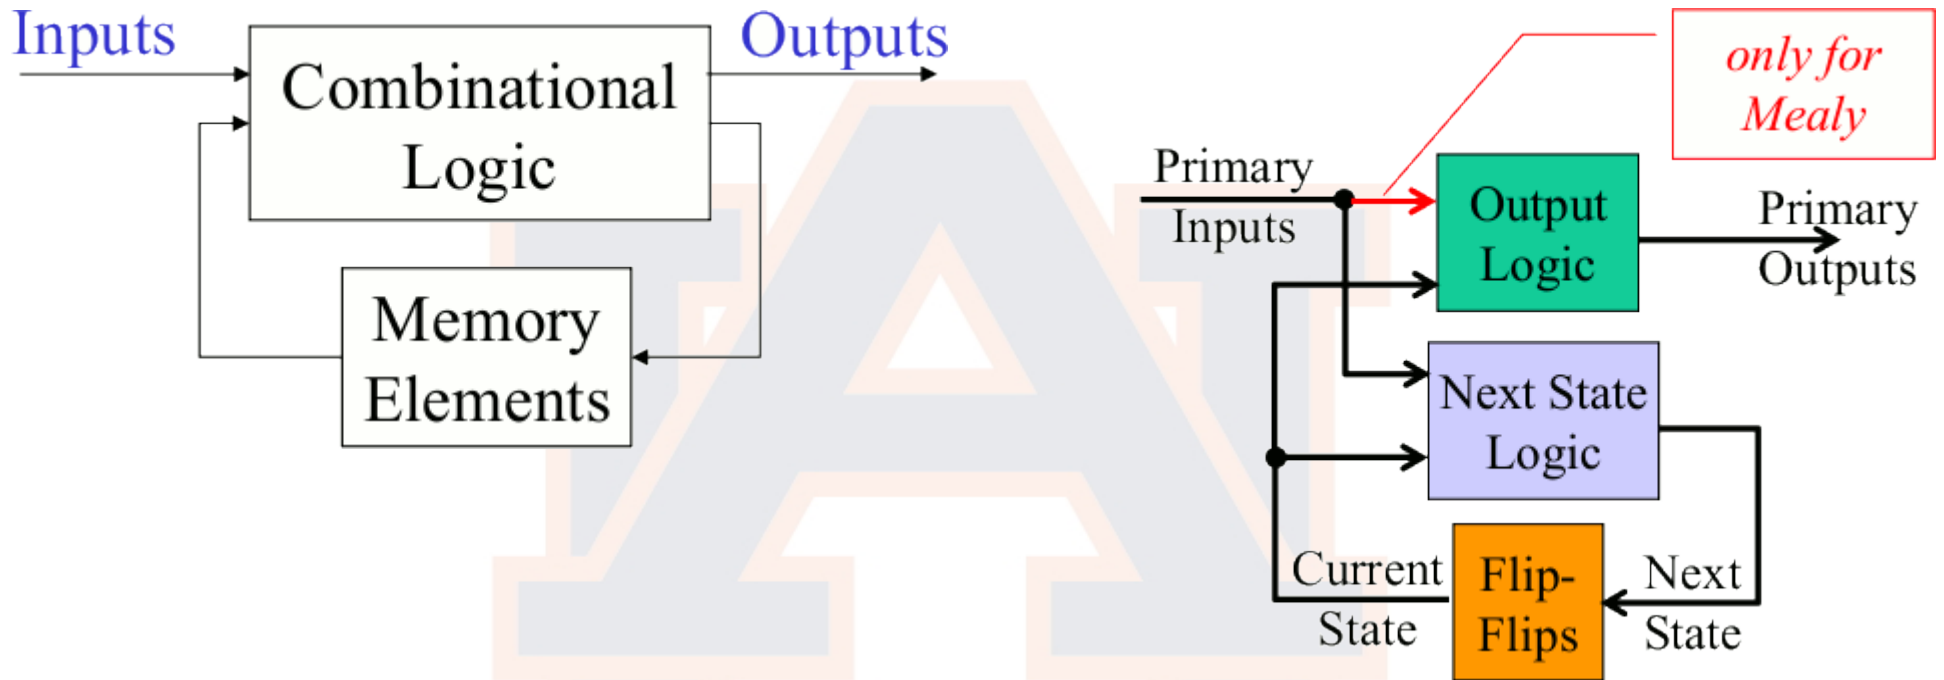 Inputs
Outputs
Combinational
Logic
Memory
Elements
only for
Mealy
Primary
Inputs
Output
Logic
Primary
Outputs
Next State
Logic
Current
State
Flip-
Flips
Next
State